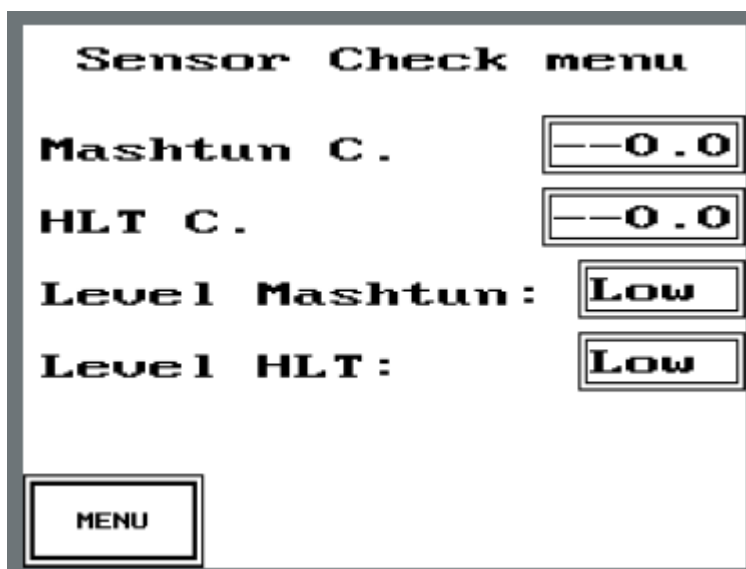 Sensor Check menu
Mashtun C. --0.0
HLT C. --0.0
Level Mashtun: Low
Level HLT: Low
MENU